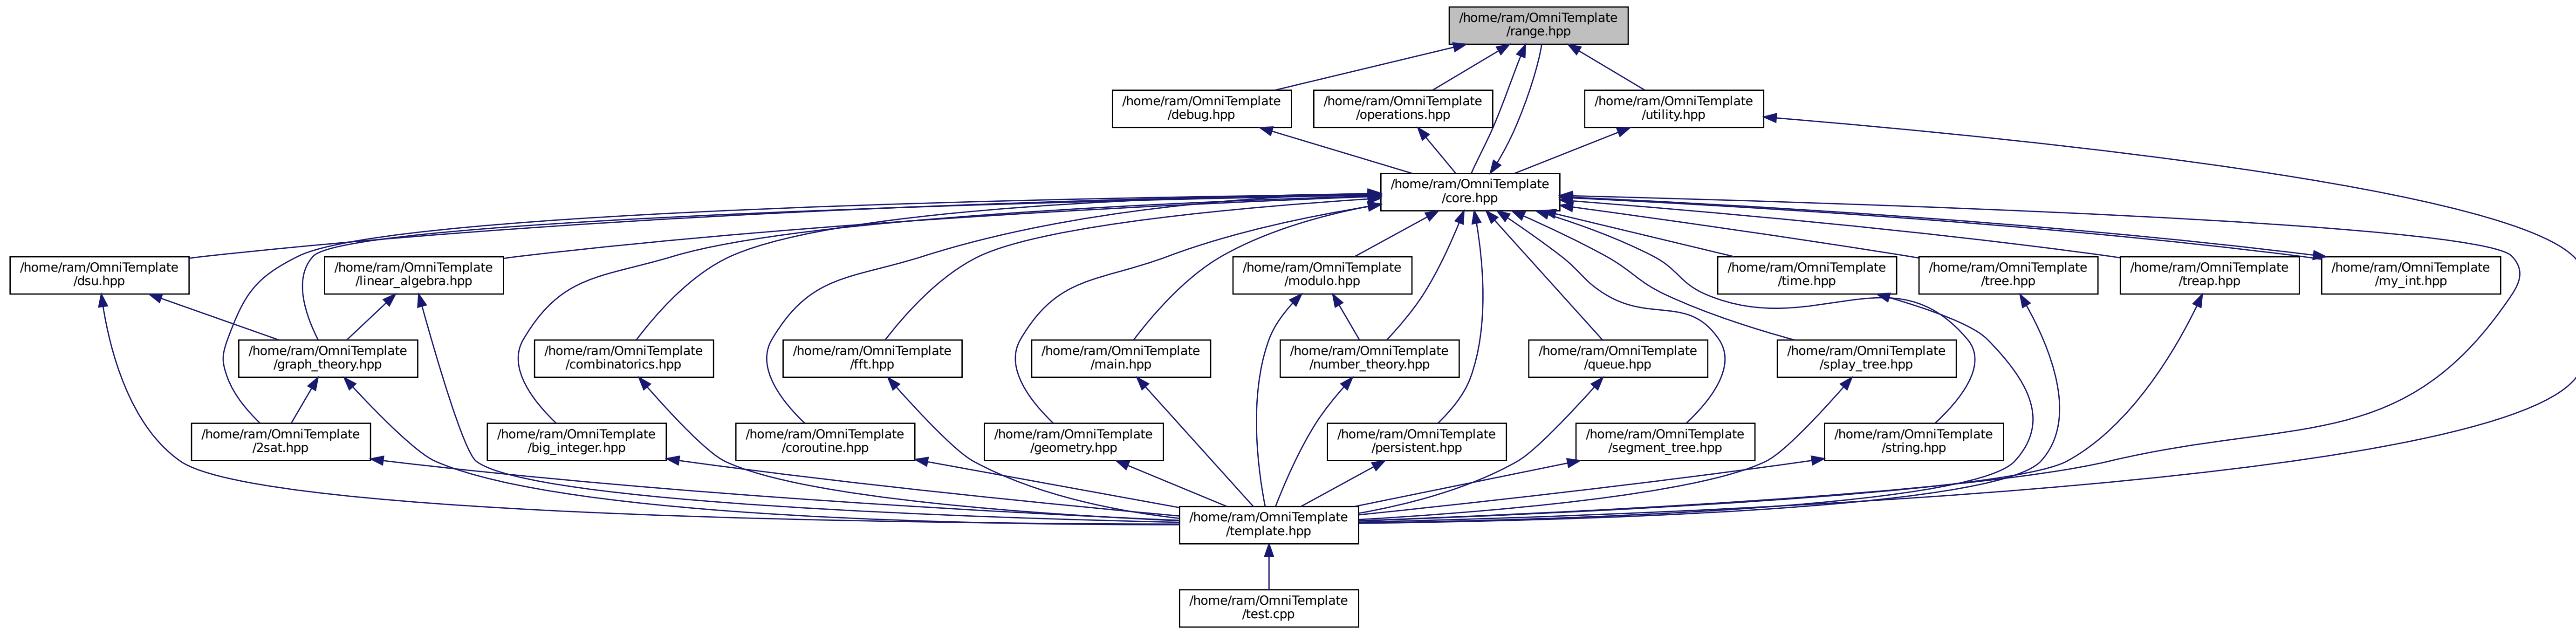 /home/ram/OmniTemplate
/range.hpp
/home/ram/OmniTemplate
/debug.hpp
/home/ram/OmniTemplate
/operations.hpp
/home/ram/OmniTemplate
/utility.hpp
/home/ram/OmniTemplate
/core.hpp
/home/ram/OmniTemplate
/dsu.hpp
/home/ram/OmniTemplate
/linear_algebra.hpp
/home/ram/OmniTemplate
/modulo.hpp
/home/ram/OmniTemplate
/time.hpp
/home/ram/OmniTemplate
/tree.hpp
/home/ram/OmniTemplate
/treap.hpp
/home/ram/OmniTemplate
/my_int.hpp
/home/ram/OmniTemplate
/graph_theory.hpp
/home/ram/OmniTemplate
/combinatorics.hpp
/home/ram/OmniTemplate
/fft.hpp
/home/ram/OmniTemplate
/main.hpp
/home/ram/OmniTemplate
/number_theory.hpp
/home/ram/OmniTemplate
/queue.hpp
/home/ram/OmniTemplate
/splay_tree.hpp
/home/ram/OmniTemplate
/2sat.hpp
/home/ram/OmniTemplate
/big_integer.hpp
/home/ram/OmniTemplate
/coroutine.hpp
/home/ram/OmniTemplate
/geometry.hpp
/home/ram/OmniTemplate
/persistent.hpp
/home/ram/OmniTemplate
/segment_tree.hpp
/home/ram/OmniTemplate
/string.hpp
/home/ram/OmniTemplate
/template.hpp
/home/ram/OmniTemplate
/test.cpp